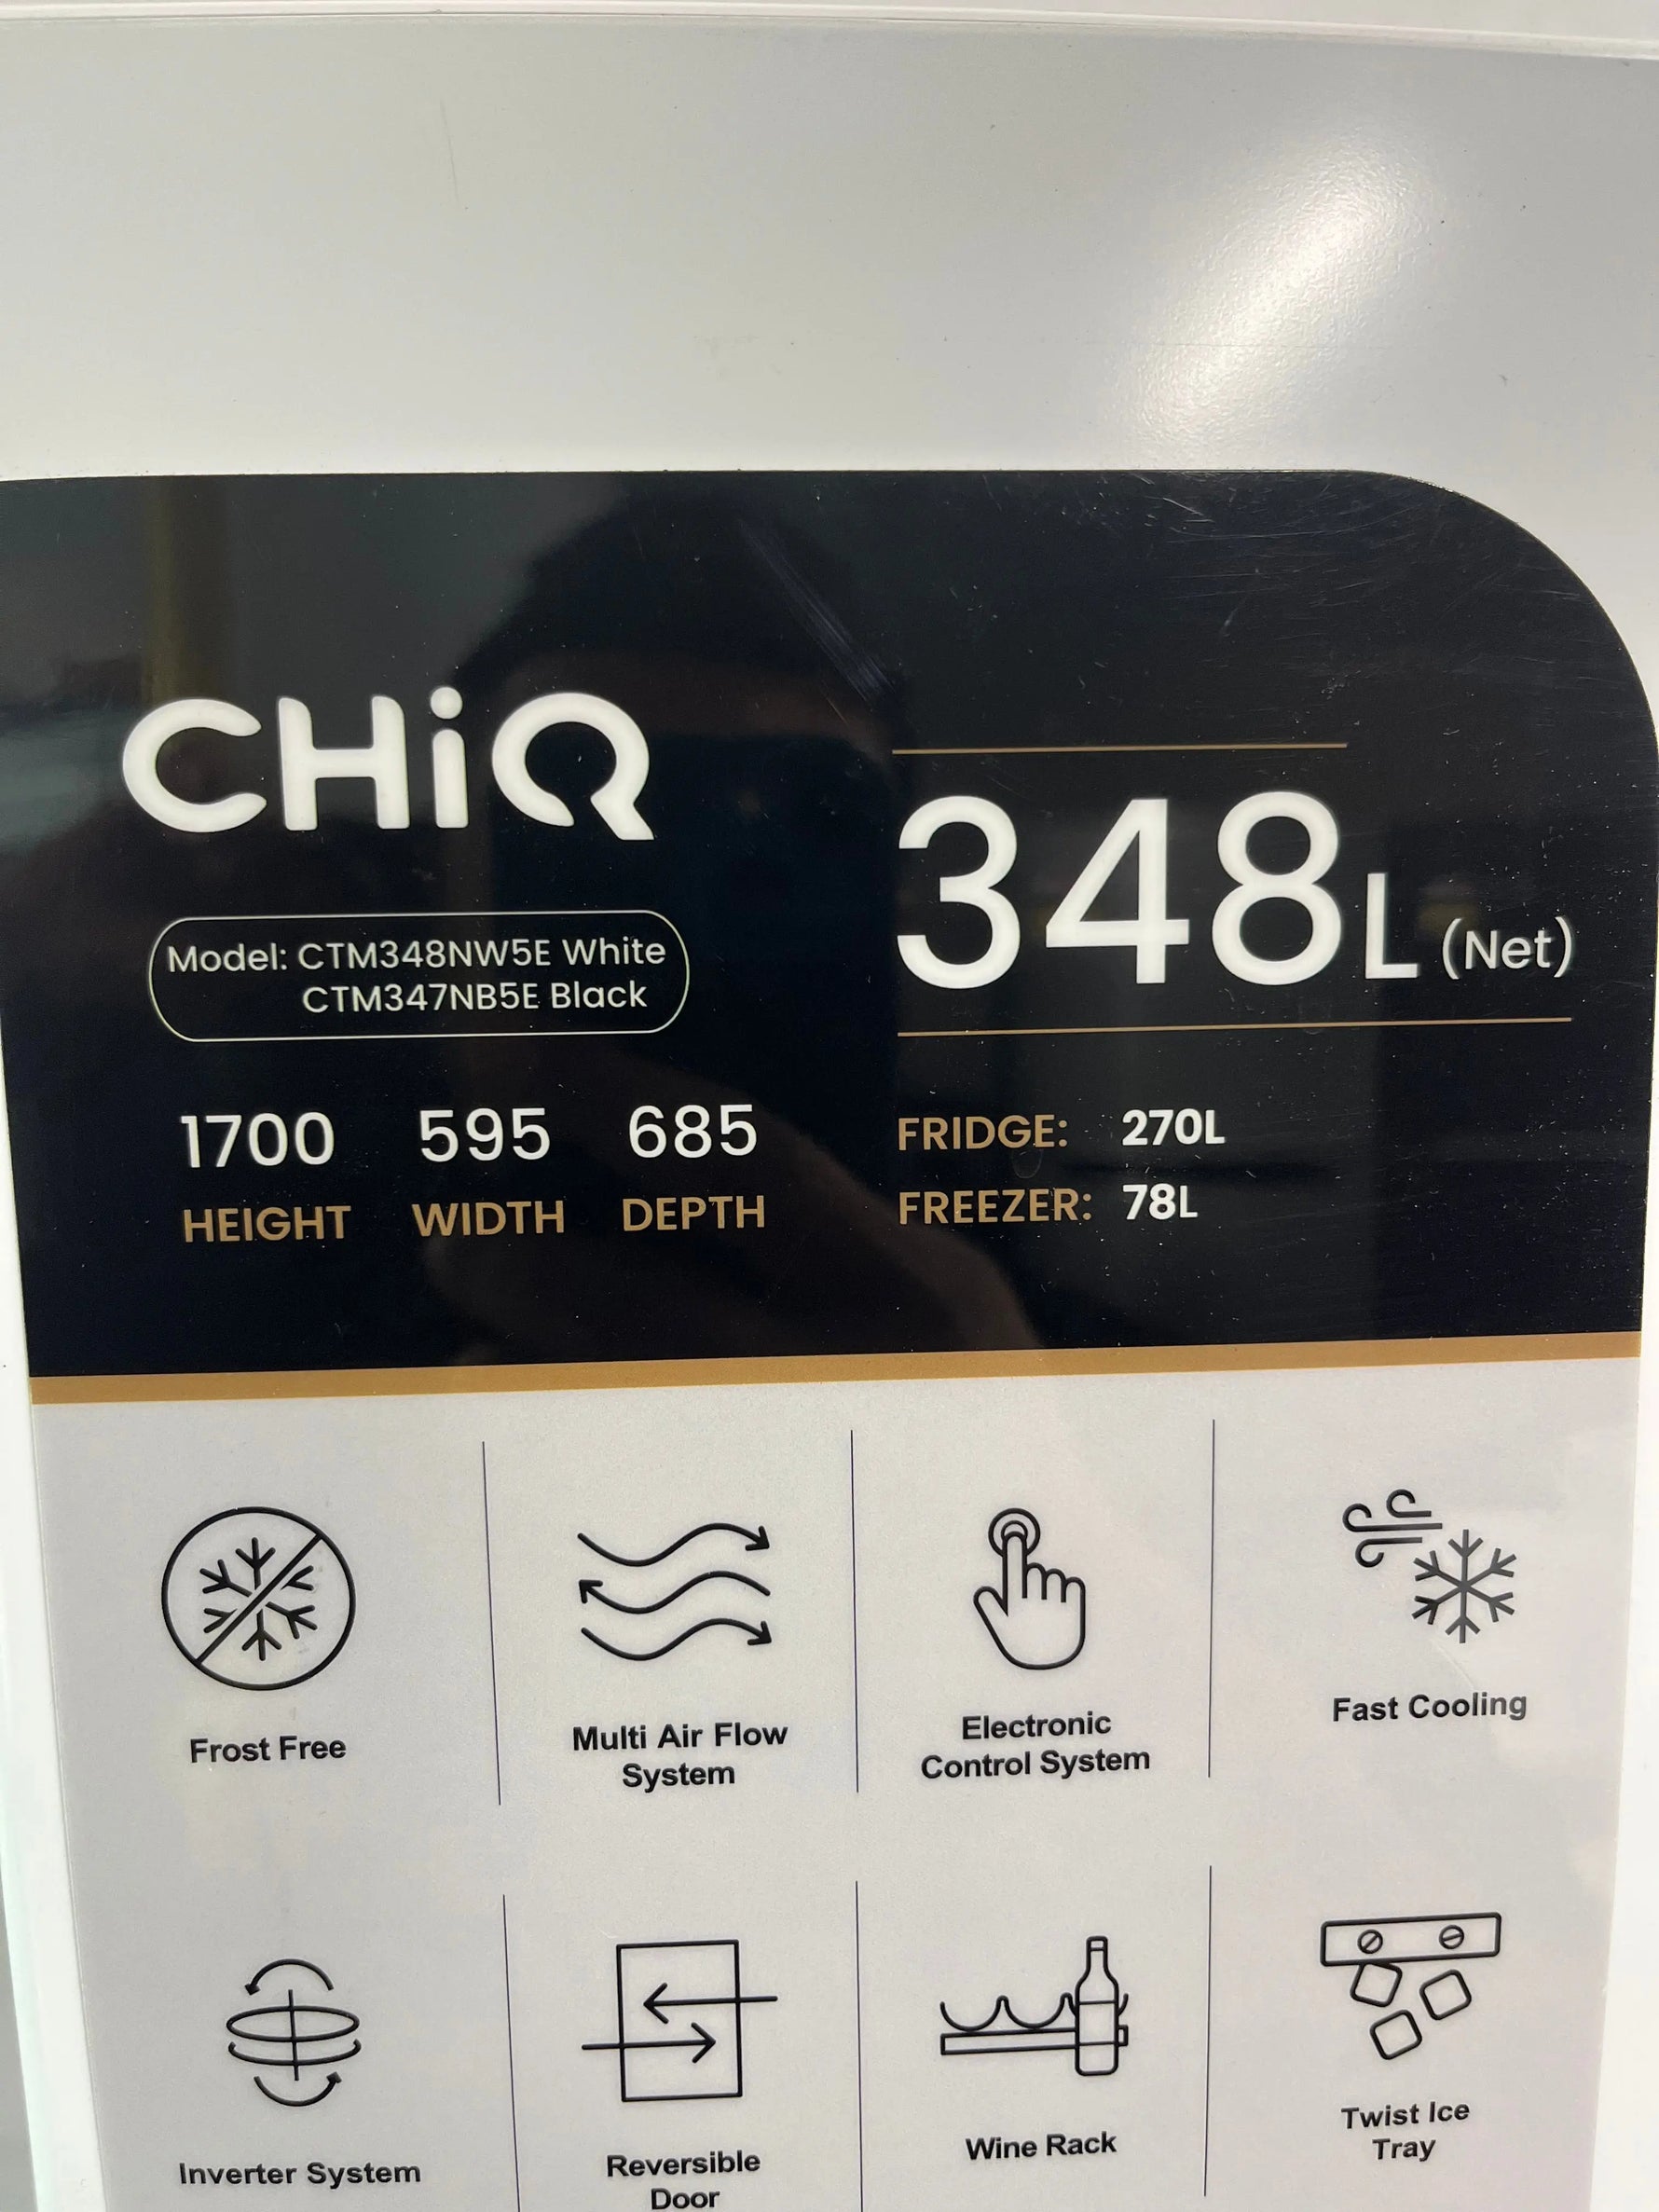 CHiQ
348L (Net)
Model: CTM348NW5E White
CTM347NB5E Black
1700 595 685
HEIGHT WIDTH DEPTH
FRIDGE: 270L
FREEZER: 78L
Frost Free
Multi Air Flow
System
Electronic
Control System
Fast Cooling
Inverter System
Reversible
Door
Wine Rack
Twist Ice
Tray